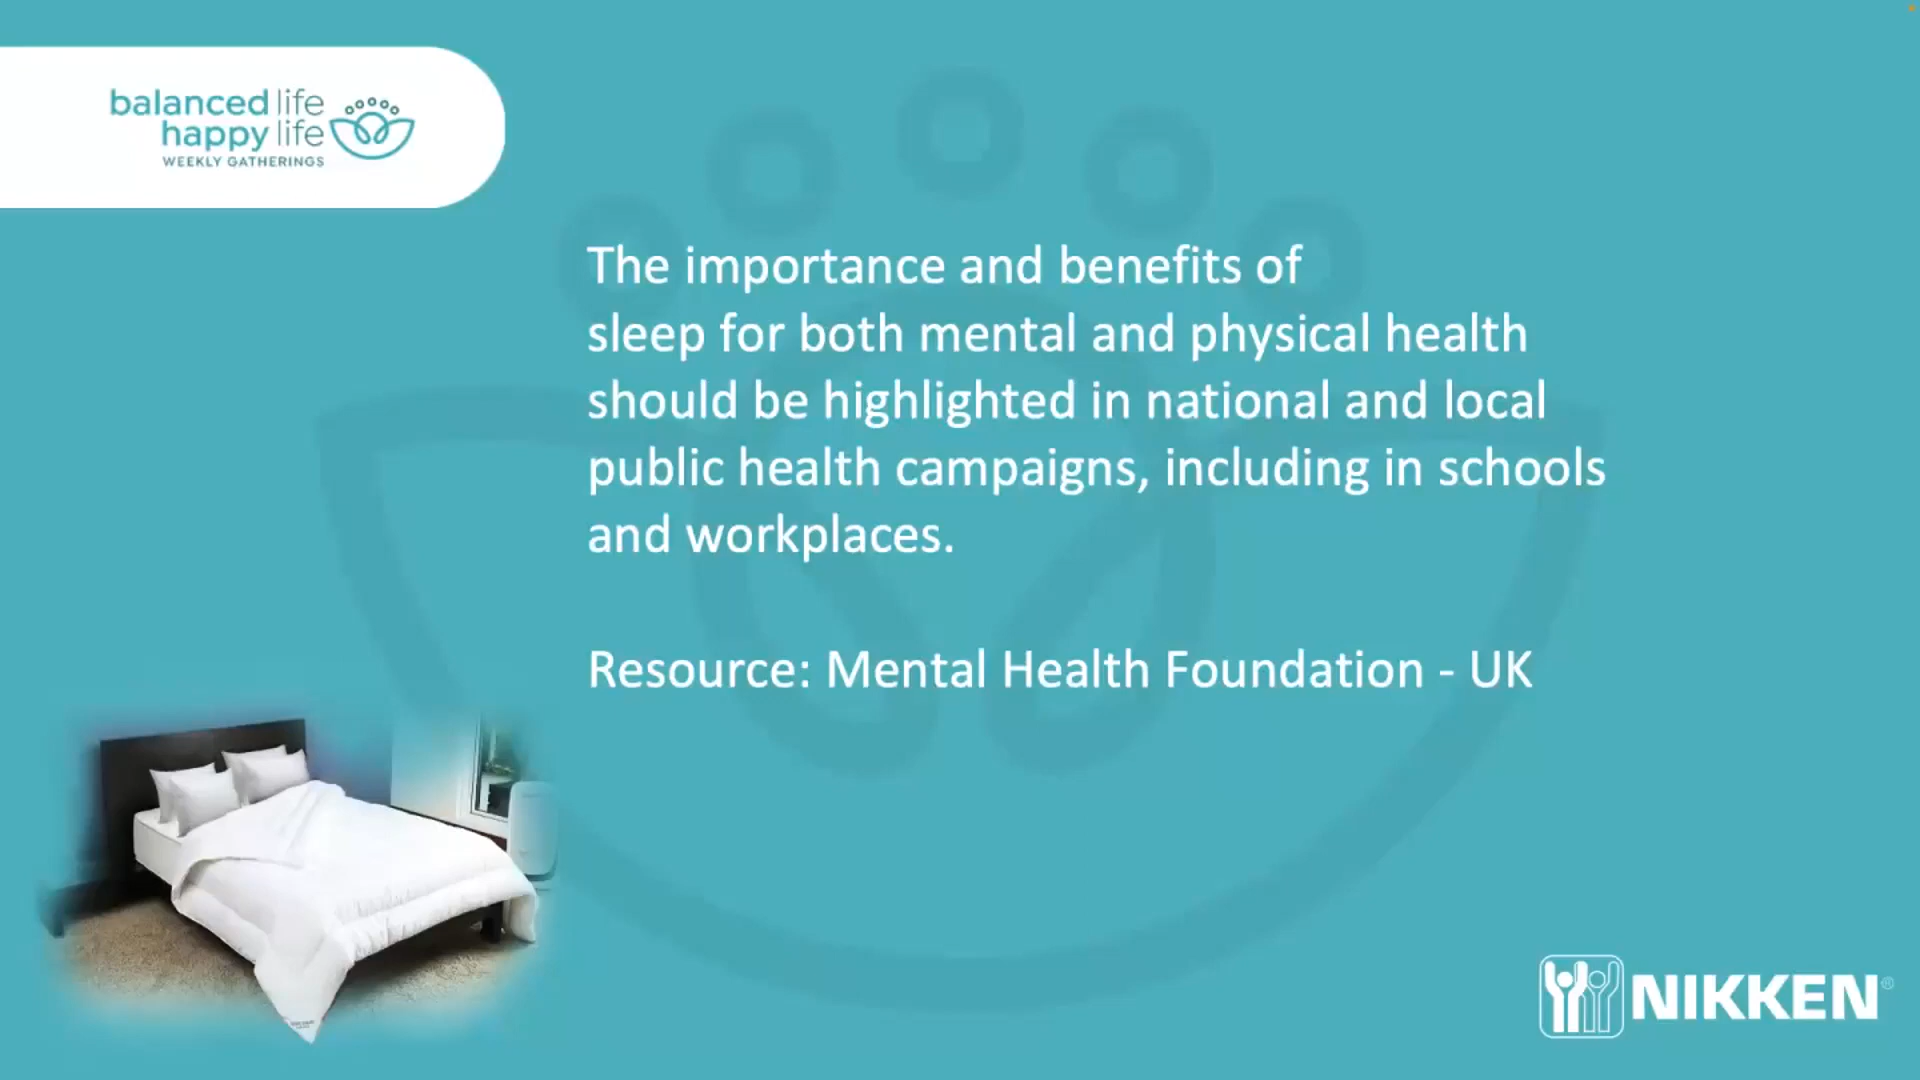 balanced life
happy life
WEEKLY GATHERINGS
The importance and benefits of
sleep for both mental and physical health
should be highlighted in national and local
public health campaigns, including in schools
and workplaces.
Resource: Mental Health Foundation - UK
NIKKEN®